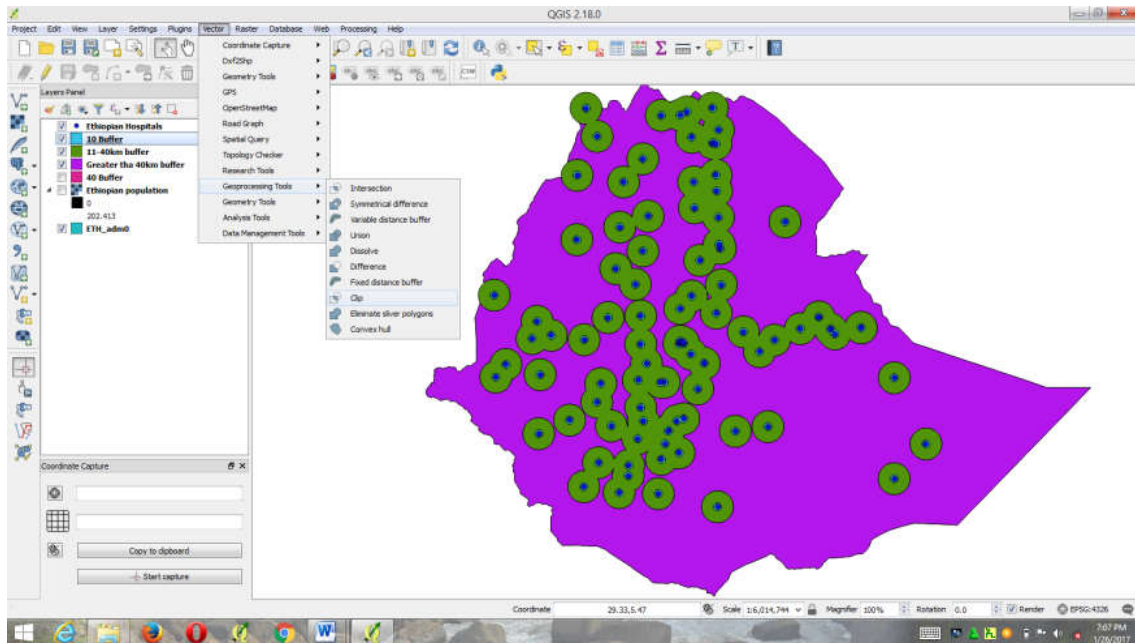 QGIS 2.18.0
Project Edit View Layer Settings Plugins Vector Raster Database Web Processing Help
Coordinate Capture
Dxf2Shp
Geometry Tools
GPS
OpenStreetMap
Road Graph
Spatial Query
Topology Checker
Research Tools
Geoprocessing Tools
Geometry Tools
Analysis Tools
Data Management Tools
Intersection
Symmetrical difference
Variable distance buffer
Union
Dissolve
Difference
Fixed distance buffer
Clip
Eliminate sliver polygons
Convex hull
Layers Panel
Ethiopian Hospitals
10 Buffer
11-40km buffer
Greater tha 40km buffer
40 Buffer
Ethiopian population
0
202.413
ETH_adm0
Coordinate Capture
Copy to clipboard
Start capture
Coordinate 29.33,5.47 Scale 1:6,014,744 Magnifier 100% Rotation 0.0 Render EPSG:4326
7:07 PM
1/26/2017